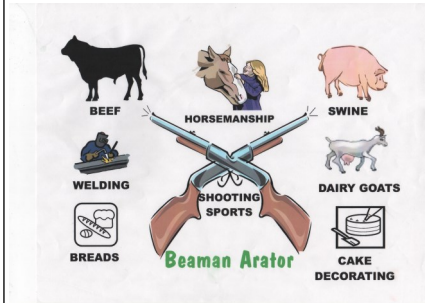 BEEF
HORSEMANSHIP
SWINE
WELDING
SHOOTING
SPORTS
DAIRY GOATS
BREADS
Beaman Arator
CAKE
DECORATING